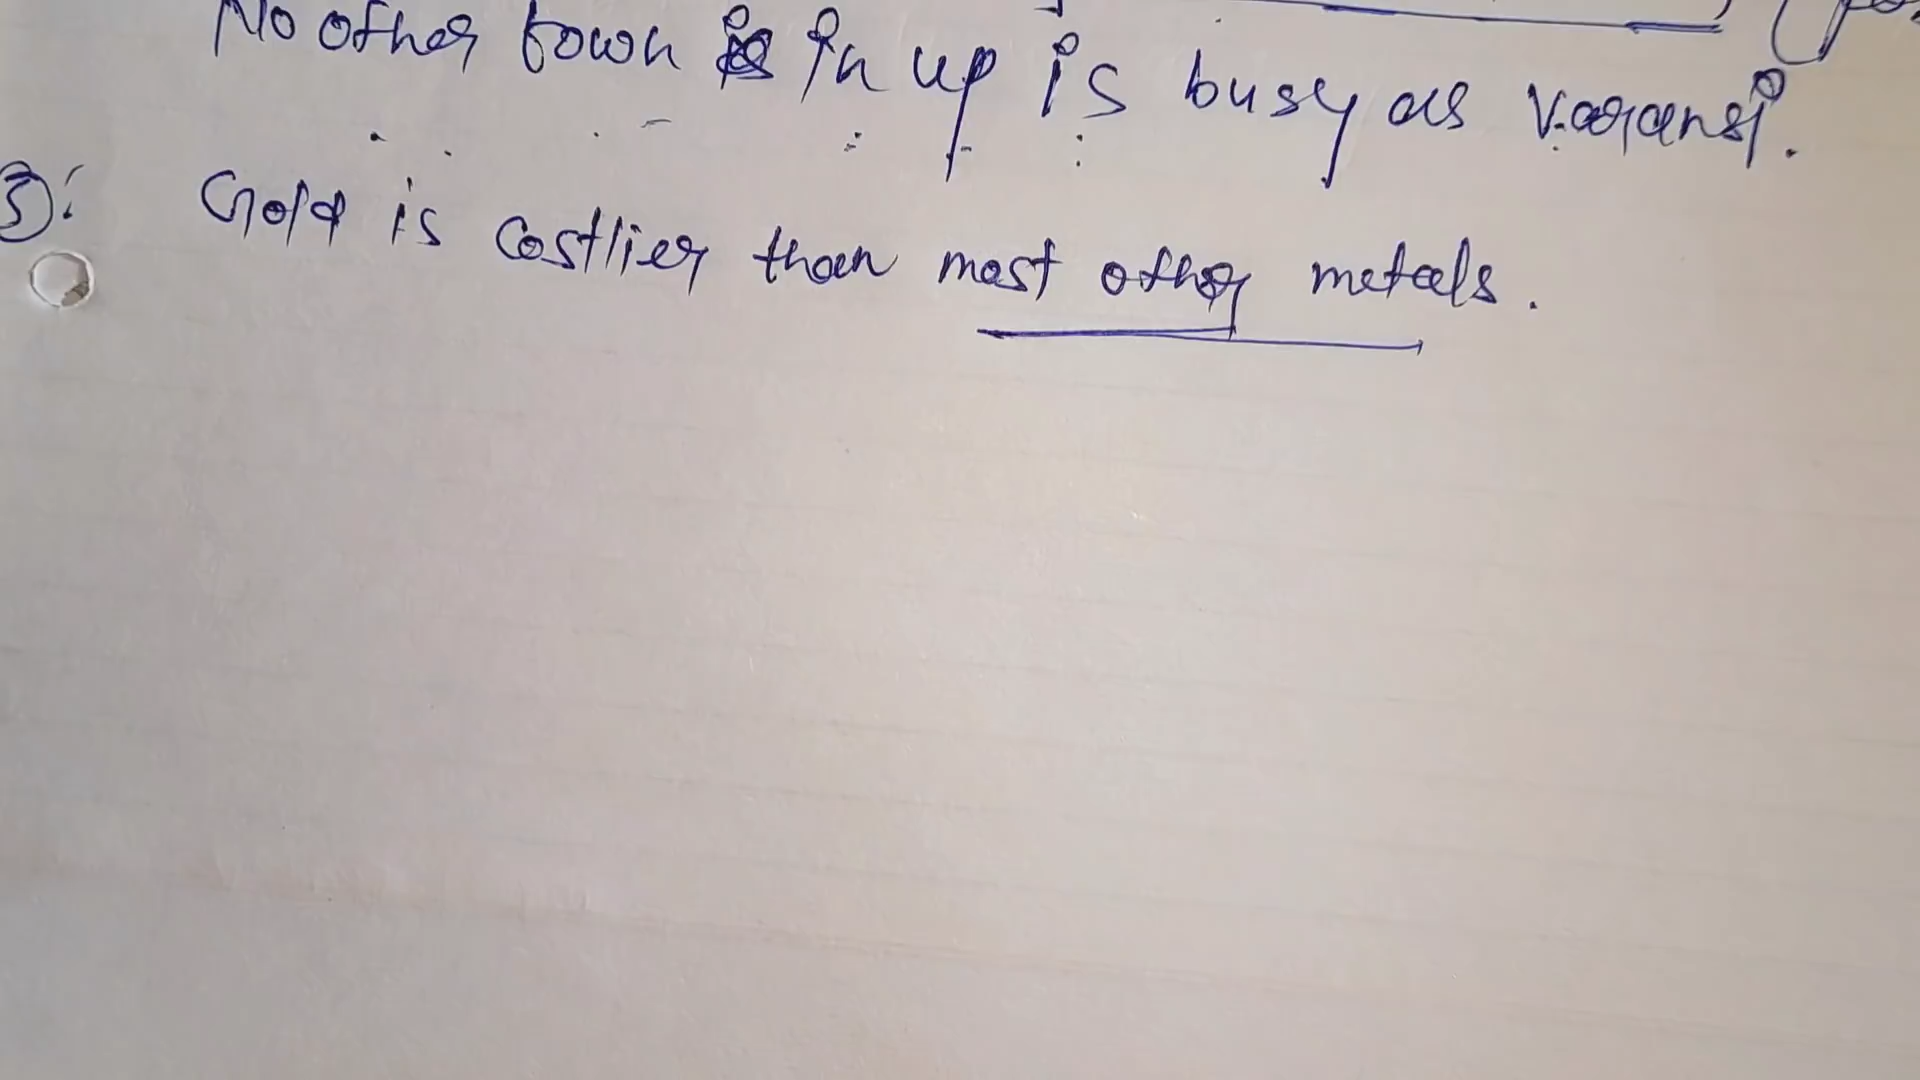 No other town in up is busy as varansi.
3): Gold is costlier than most other metals.